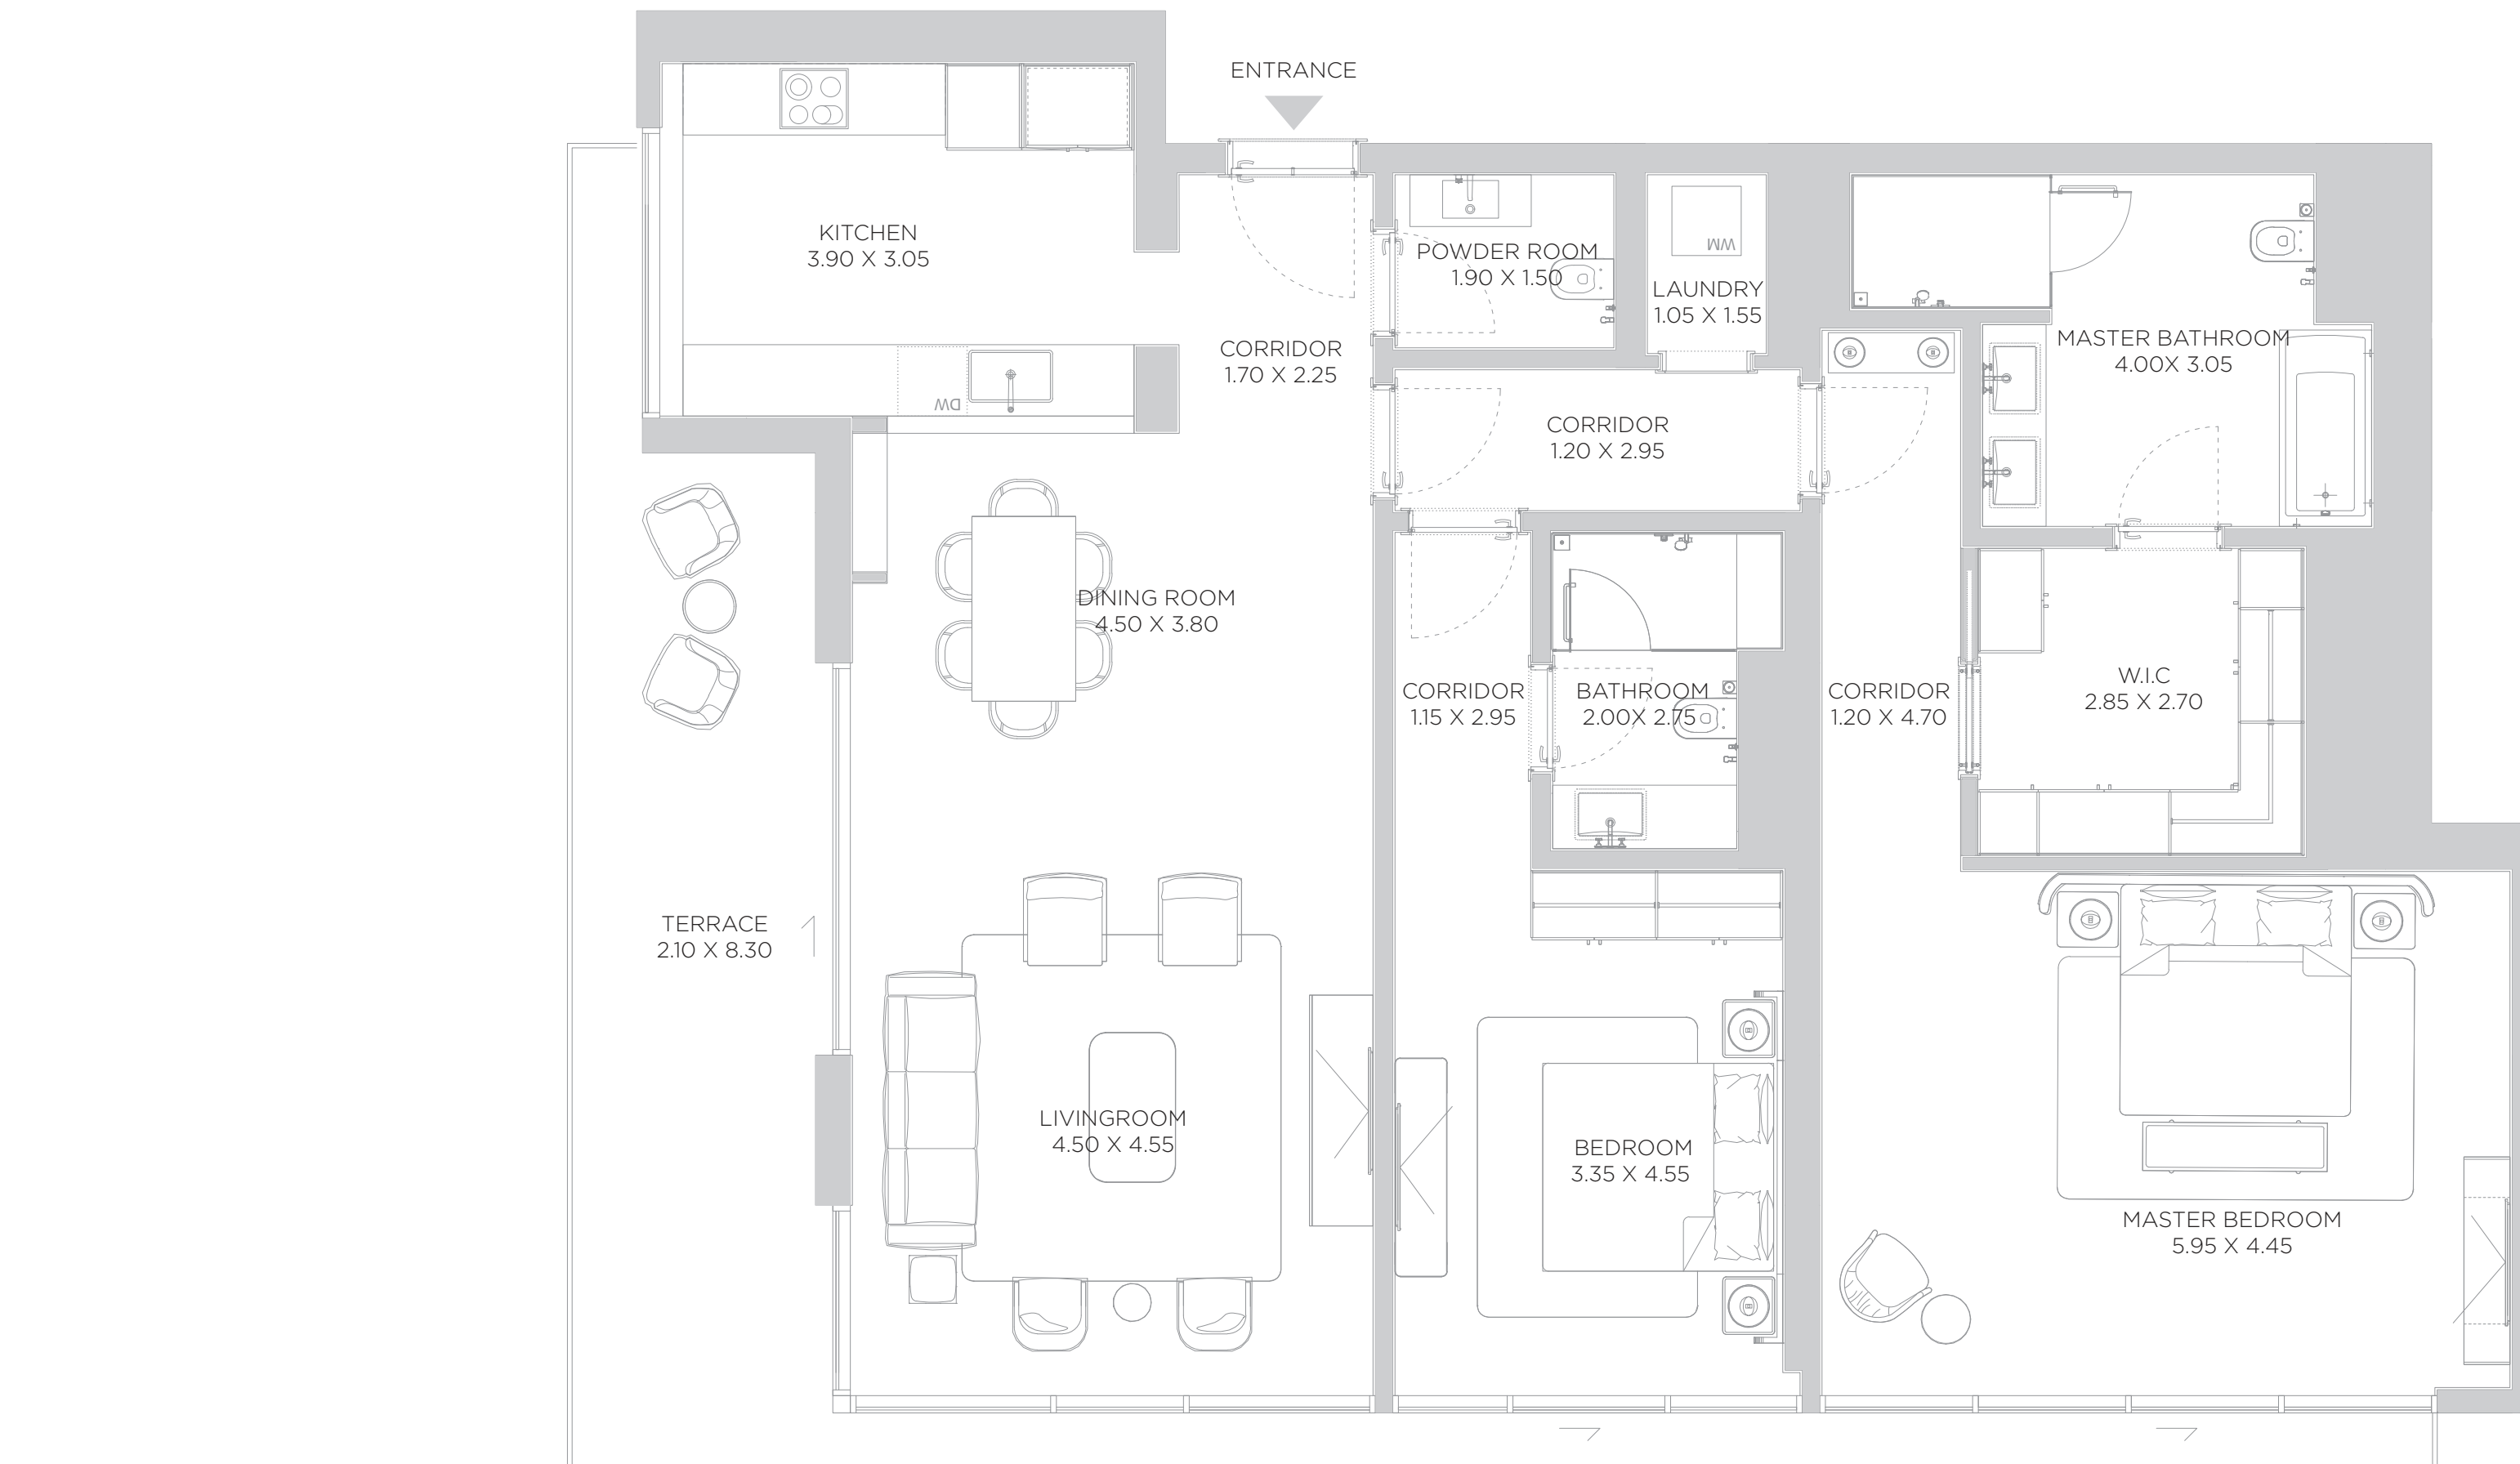 ENTRANCE
KITCHEN
3.90 X 3.05
POWDER ROOM
1.90 X 1.50
WM
LAUNDRY
1.05 X 1.55
CORRIDOR
1.70 X 2.25
MASTER BATHROOM
4.00X 3.05
DW
CORRIDOR
1.20 X 2.95
DINING ROOM
4.50 X 3.80
CORRIDOR
1.15 X 2.95
BATHROOM
2.00X 2.75
CORRIDOR
1.20 X 4.70
W.I.C
2.85 X 2.70
TERRACE
2.10 X 8.30
LIVINGROOM
4.50 X 4.55
BEDROOM
3.35 X 4.55
MASTER BEDROOM
5.95 X 4.45